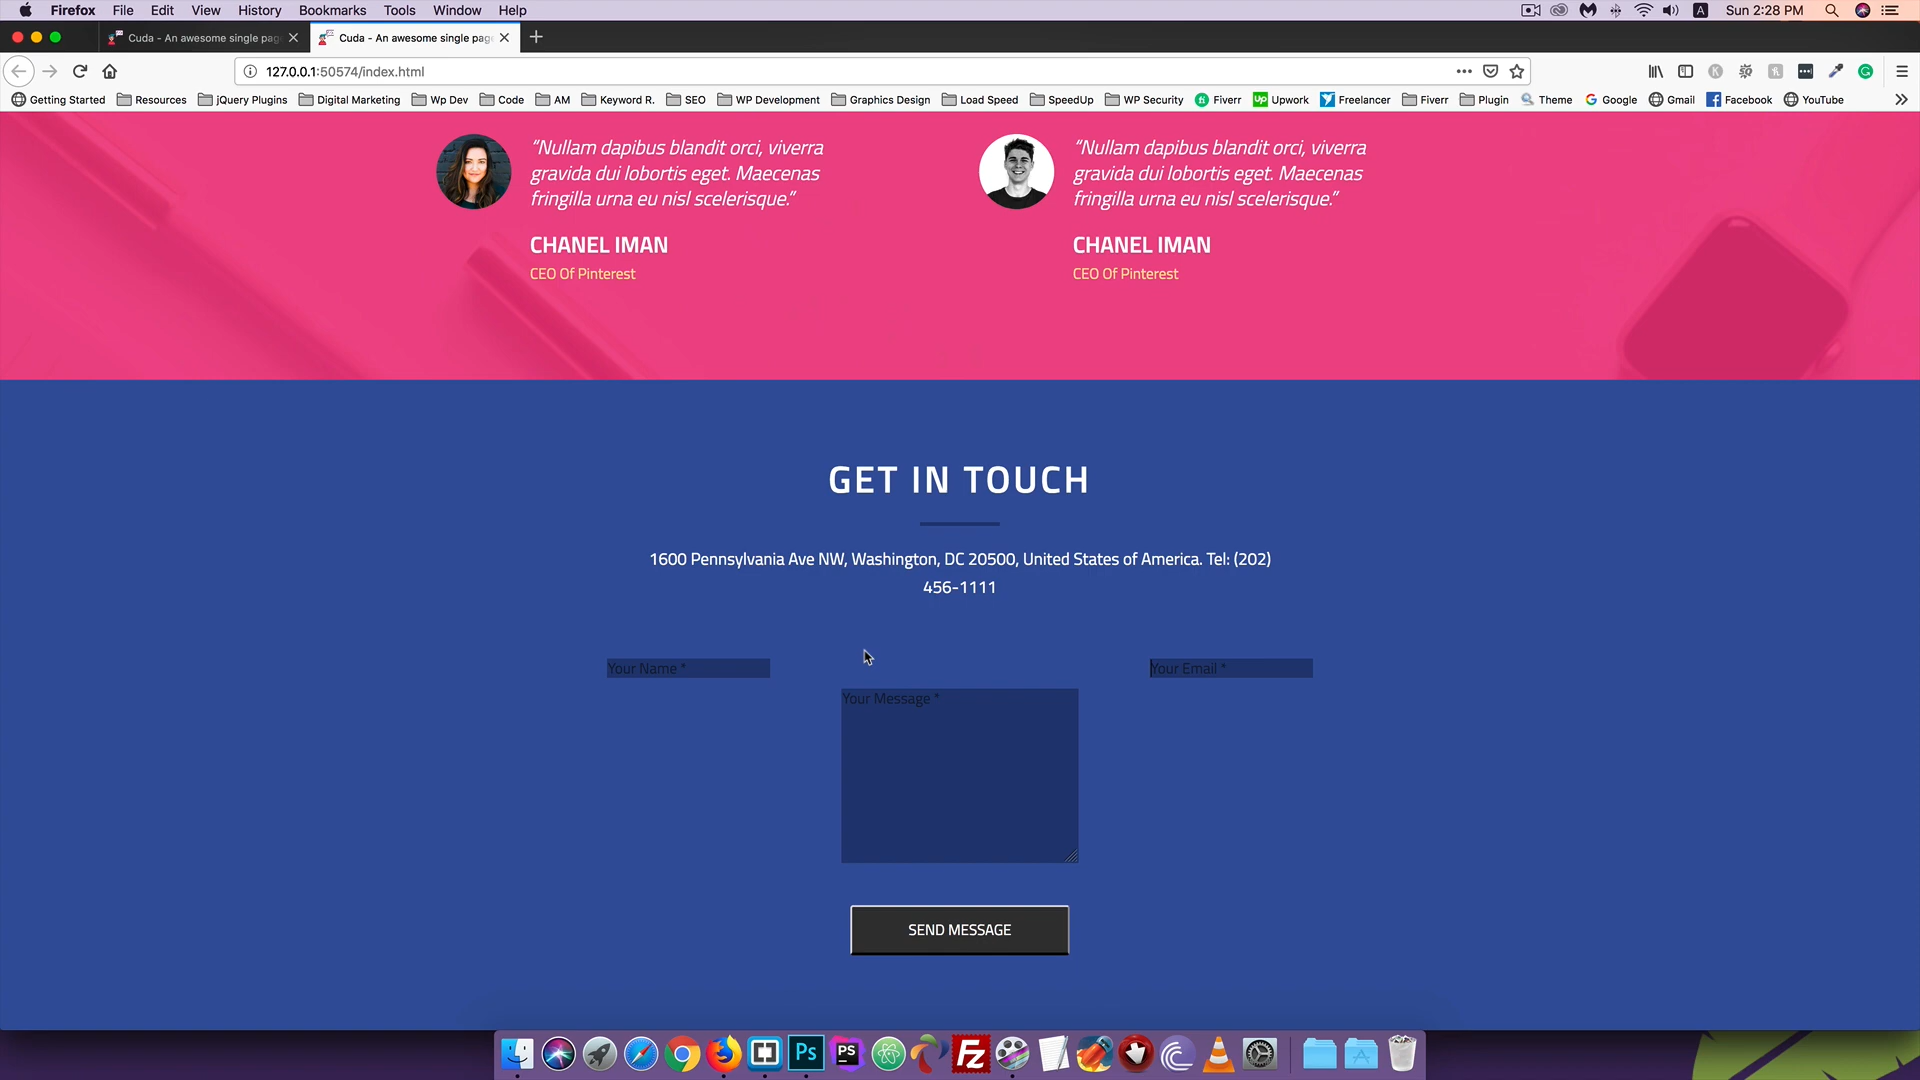 Firefox File Edit View History Bookmarks Tools Window Help A Sun 2:28 PM
Cuda - An awesome single pag Cuda - An awesome single pag
127.0.0.1:50574/index.html
Getting Started Resources jQuery Plugins Digital Marketing Wp Dev Code AM Keyword R. SEO WP Development Graphics Design Load Speed SpeedUp WP Security Fiverr Upwork Freelancer Fiverr Plugin Theme Google Gmail Facebook YouTube
“Nullam dapibus blandit orci, viverra
gravida dui lobortis eget. Maecenas
fringilla urna eu nisl scelerisque.”
CHANEL IMAN
CEO Of Pinterest
“Nullam dapibus blandit orci, viverra
gravida dui lobortis eget. Maecenas
fringilla urna eu nisl scelerisque.”
CHANEL IMAN
CEO Of Pinterest
GET IN TOUCH
1600 Pennsylvania Ave NW, Washington, DC 20500, United States of America. Tel: (202)
456-1111
Your Name *
Your Email *
Your Message *
SEND MESSAGE
Ps PS FZ